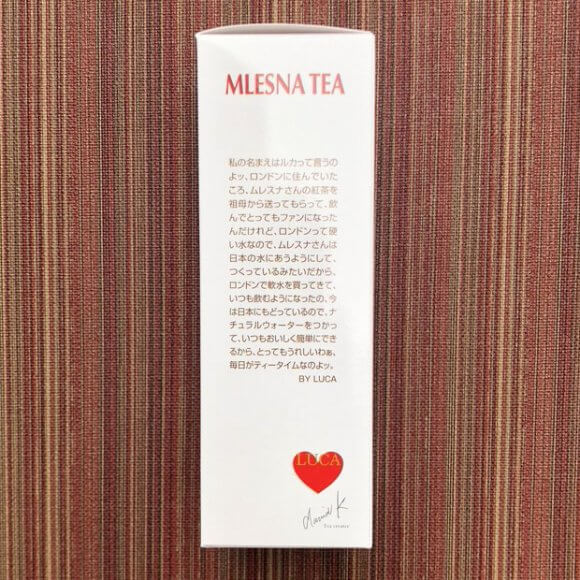 MLESNA TEA
私の名まえはルカって言うの
よッ、ロンドンに住んでいた
ころ、ムレスナさんの紅茶を
祖母から送ってもらって、飲
んでとってもファンになった
んだけれど、ロンドンって硬
い水なので、ムレスナさんは
日本の水にあうようにして、
つくっているみたいだから、
ロンドンで軟水を買ってきて、
いつも飲むようになったの、今
は日本にもどっているので、ナ
チュラルウォーターをつかっ
て、いつもおいしく簡単にでき
るから、とってもうれしいわぁ、
毎日がティータイムなのよッ。
BY LUCA
LUCA
David K
Tea creator